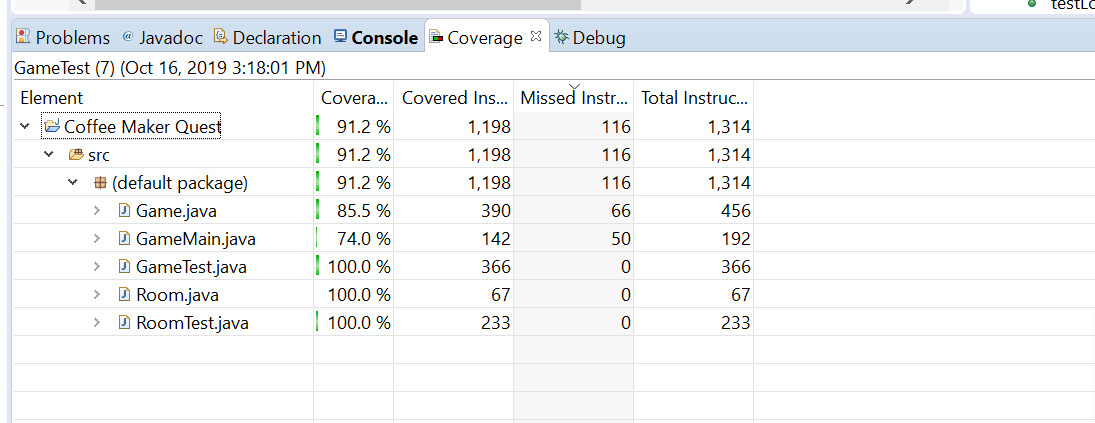 testLo
Problems @ Javadoc Declaration Console Coverage Debug
GameTest (7) (Oct 16, 2019 3:18:01 PM)
Element Covera... Covered Ins... Missed Instr... Total Instruc...
Coffee Maker Quest 91.2 % 1,198 116 1,314
src 91.2 % 1,198 116 1,314
(default package) 91.2 % 1,198 116 1,314
Game.java 85.5 % 390 66 456
GameMain.java 74.0 % 142 50 192
GameTest.java 100.0 % 366 0 366
Room.java 100.0 % 67 0 67
RoomTest.java 100.0 % 233 0 233